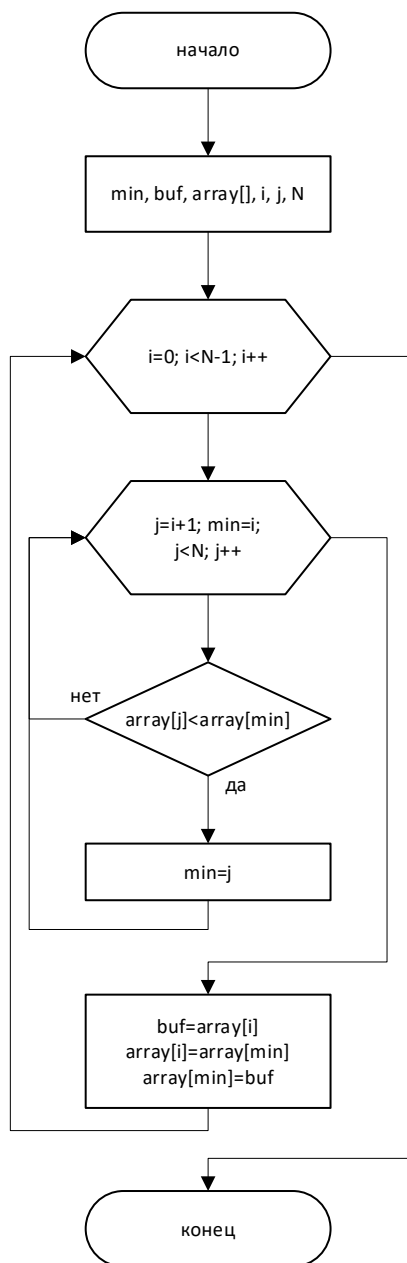 начало
min, buf, array[], i, j, N
i=0; i<N-1; i++
j=i+1; min=i;
j<N; j++
нет
array[j]<array[min]
да
min=j
buf=array[i]
array[i]=array[min]
array[min]=buf
конец